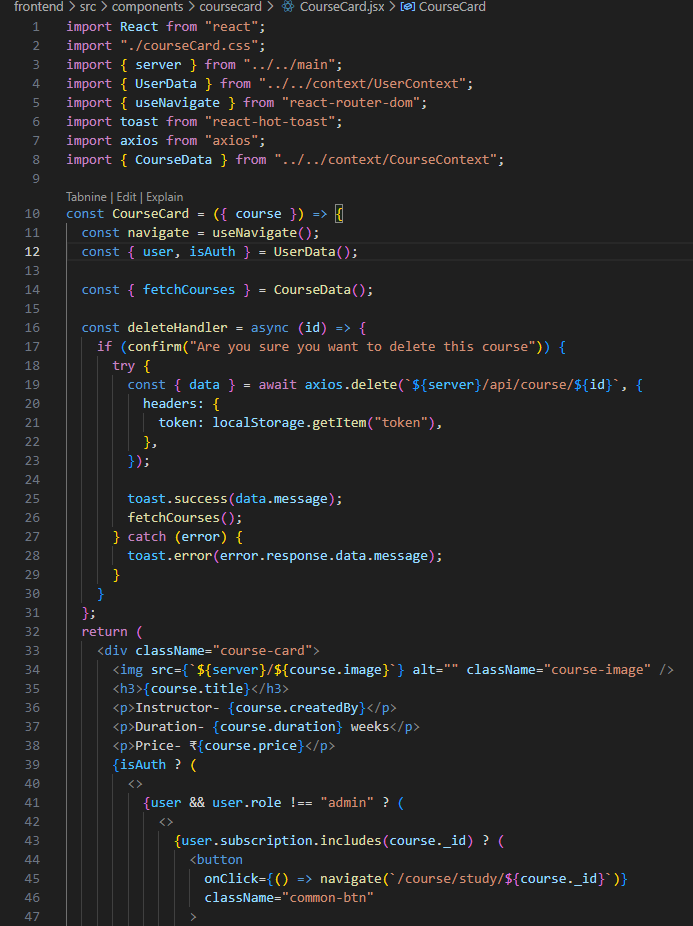 frontend > src > components > coursecard > CourseCard.jsx > CourseCard
1 import React from "react";
2 import "./courseCard.css";
3 import { server } from "../../main";
4 import { UserData } from "../../context/UserContext";
5 import { useNavigate } from "react-router-dom";
6 import toast from "react-hot-toast";
7 import axios from "axios";
8 import { CourseData } from "../../context/CourseContext";
9
Tabnine | Edit | Explain
10 const CourseCard = ({ course }) => {
11   const navigate = useNavigate();
12   const { user, isAuth } = UserData();
13
14   const { fetchCourses } = CourseData();
15
16   const deleteHandler = async (id) => {
17     if (confirm("Are you sure you want to delete this course")) {
18       try {
19         const { data } = await axios.delete(`${server}/api/course/${id}`, {
20           headers: {
21             token: localStorage.getItem("token"),
22           },
23         });
24
25         toast.success(data.message);
26         fetchCourses();
27       } catch (error) {
28         toast.error(error.response.data.message);
29       }
30     }
31   };
32   return (
33     <div className="course-card">
34       <img src={`${server}/${course.image}`} alt="" className="course-image" />
35       <h3>{course.title}</h3>
36       <p>Instructor- {course.createdBy}</p>
37       <p>Duration- {course.duration} weeks</p>
38       <p>Price- ₹{course.price}</p>
39       {isAuth ? (
40         <>
41           {user && user.role !== "admin" ? (
42             <>
43               {user.subscription.includes(course._id) ? (
44                 <button
45                   onClick={() => navigate(`/course/study/${course._id}`)}
46                   className="common-btn"
47                 >